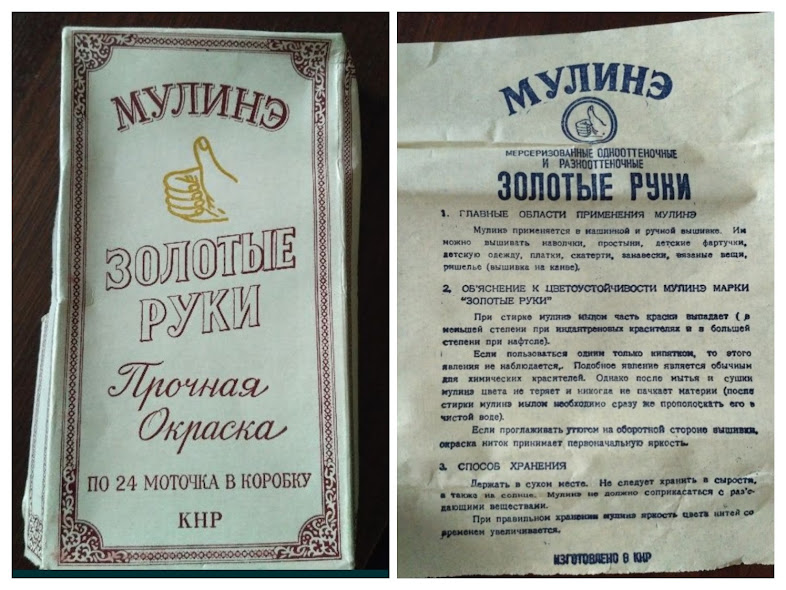 МУЛИНЭ
ЗОЛОТЫЕ
РУКИ
Прочная
Окраска
ПО 24 МОТОЧКА В КОРОБКУ
КНР
МУЛИНЭ
МЕРСЕРИЗОВАННЫЕ ОДНООТТЕНОЧНЫЕ
И РАЗНООТТЕНОЧНЫЕ
ЗОЛОТЫЕ РУКИ
1. ГЛАВНЫЕ ОБЛАСТИ ПРИМЕНЕНИЯ МУЛИНЭ
Мулинэ применяется в машинной и ручной вышивке. Им
можно вышивать наволчки, простыни, детские фартучки,
детскую одежду, платки, скатерти, занавески, вязаные вещи,
ришелье (вышивка на канве).
2. ОБ'ЯСНЕНИЕ К ЦВЕТОУСТОЙЧИВОСТИ МУЛИНЭ МАРКИ
"ЗОЛОТЫЕ РУКИ"
При стирке мулинэ мылом часть краски выпадает ( в
меньшей степени при индантреновых красителях и в большей
степени при нафтоле).
Если пользоваться одним только кипятком, то этого
явления не наблюдается. Подобное явление является обычным
для химических красителей. Однако после мытья и сушки
мулинэ цвета не теряет и никогда не пачкает материи (после
стирки мулинэ мылом необходимо сразу же прополоскать его в
чистой воде).
Если проглаживать утюгом на оборотной стороне вышивки,
окраска ниток принимает первоначальную яркость.
3. СПОСОБ ХРАНЕНИЯ
Держать в сухом месте. Не следует хранить в сырости,
а также на солнце. Мулинэ не должно соприкасаться с раз'е-
дающими веществами.
При правильном хранении мулинэ яркость цвета нитей со
временем увеличивается.
ИЗГОТОВЛЕНО В КНР